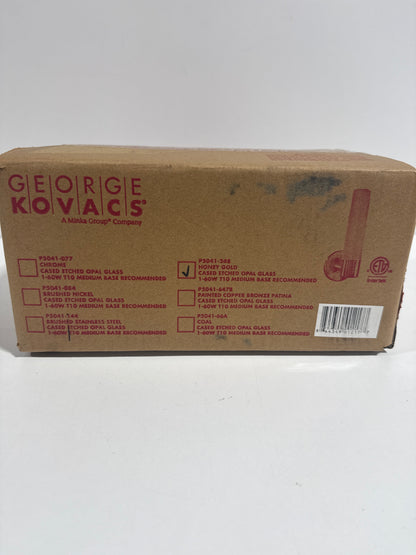 GEORGE
KOVACS®
A Minka Group® Company
P5041-077
CHROME
CASED ETCHED OPAL GLASS
1-60W T10 MEDIUM BASE RECOMMENDED
P5041-084
BRUSHED NICKEL
CASED ETCHED OPAL GLASS
1-60W T10 MEDIUM BASE RECOMMENDED
P5041-144
BRUSHED STAINLESS STEEL
CASED ETCHED OPAL GLASS
1-60W T10 MEDIUM BASE RECOMMENDED
P5041-248
HONEY GOLD
CASED ETCHED OPAL GLASS
1-60W T10 MEDIUM BASE RECOMMENDED
P5041-647B
PAINTED COPPER BRONZE PATINA
CASED ETCHED OPAL GLASS
1-60W T10 MEDIUM BASE RECOMMENDED
P5041-66A
COAL
CASED ETCHED OPAL GLASS
1-60W T10 MEDIUM BASE RECOMMENDED
ETL